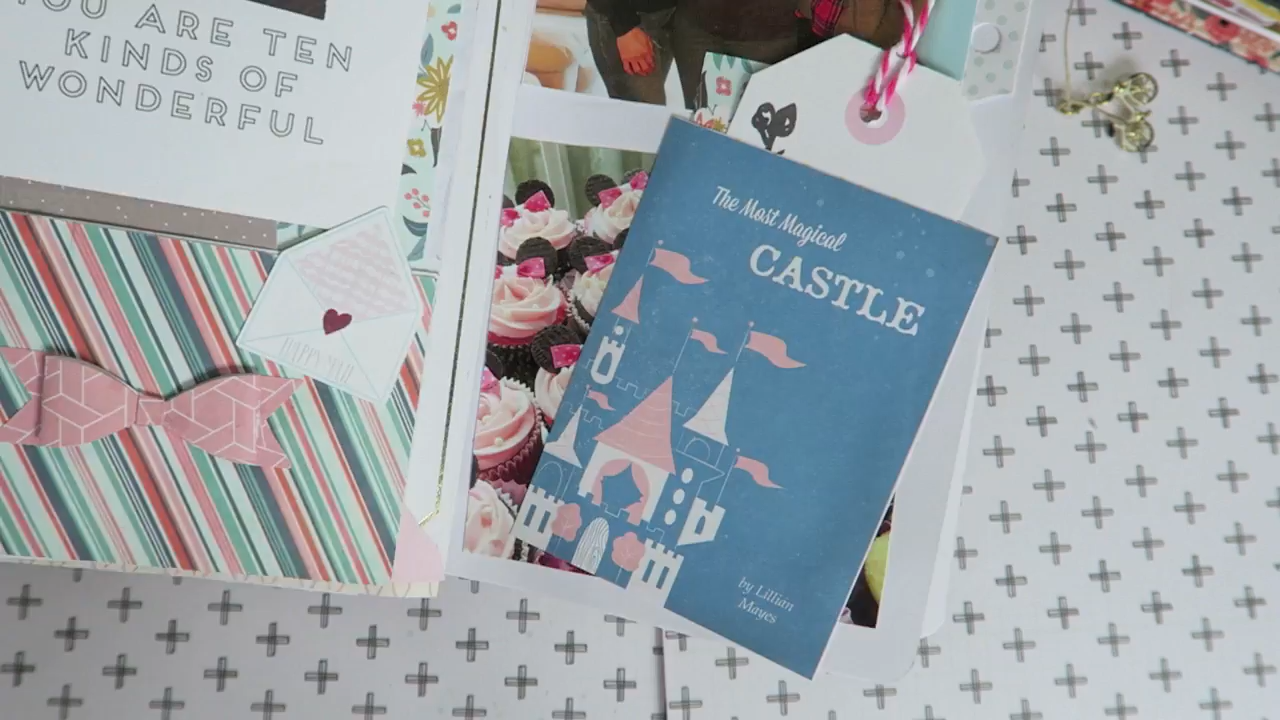 YOU ARE TEN
KINDS OF
WONDERFUL
The Most Magical
CASTLE
by Lillian
Mayes